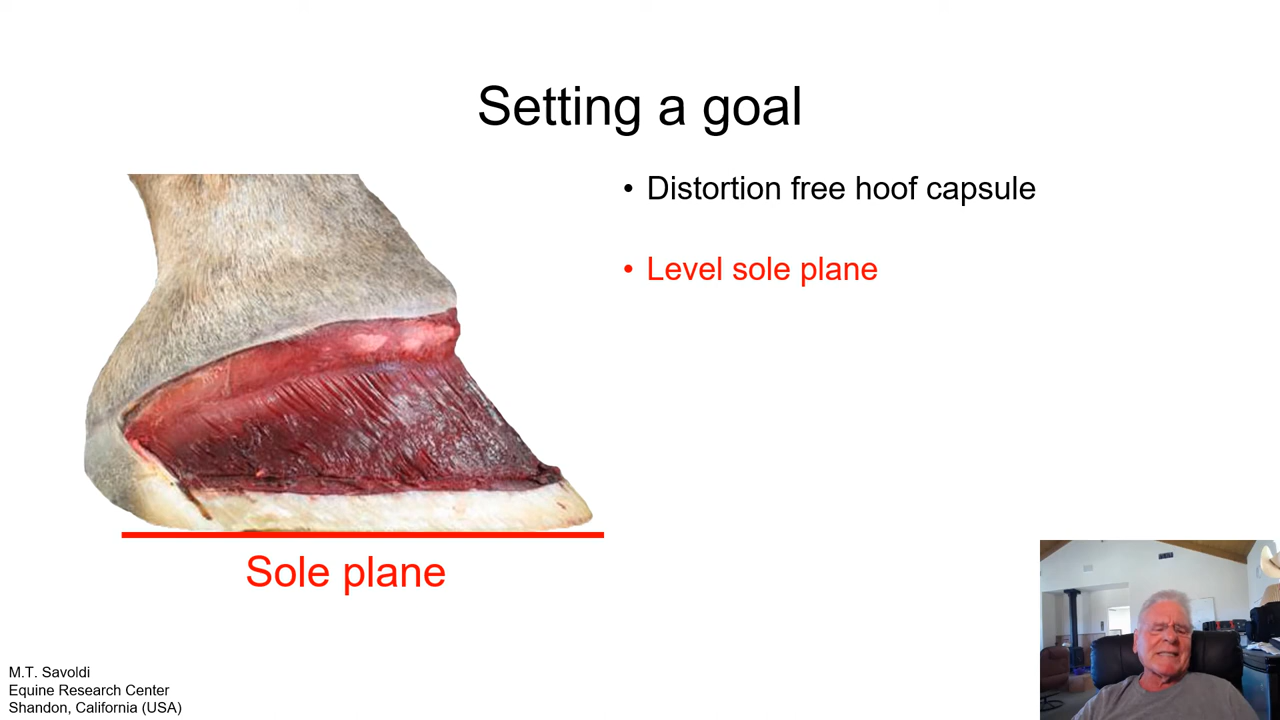 Setting a goal
• Distortion free hoof capsule
• Level sole plane
Sole plane
M.T. Savoldi
Equine Research Center
Shandon, California (USA)